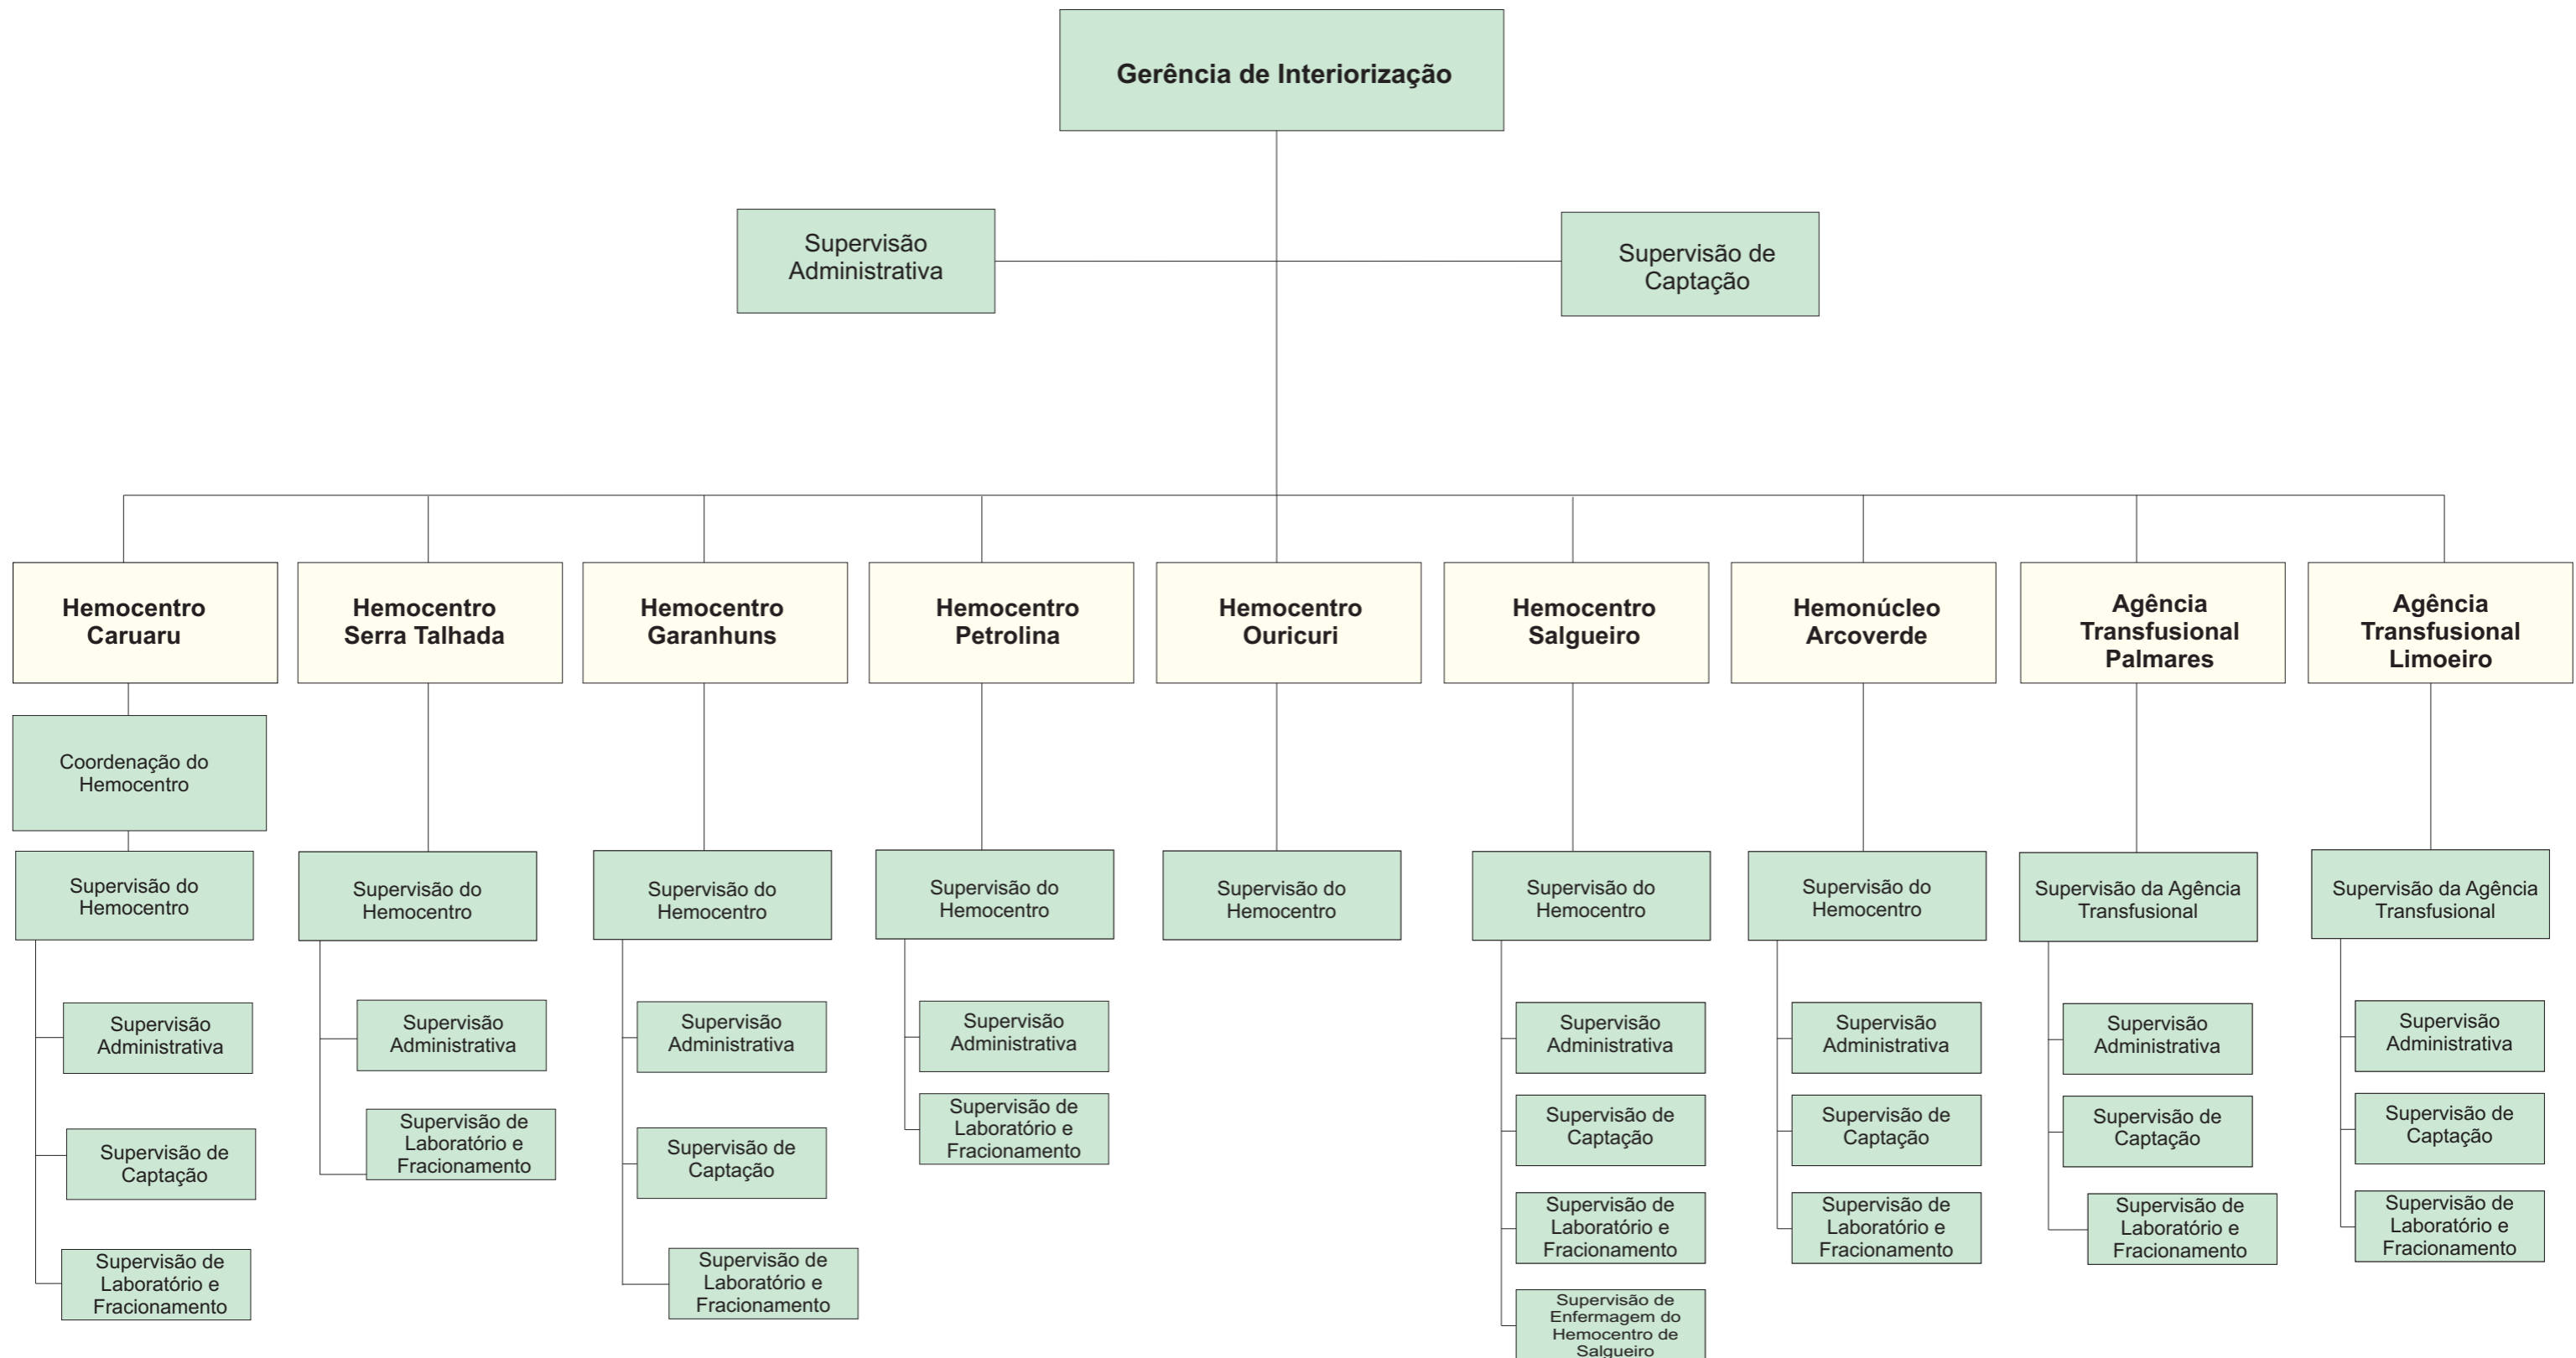 Gerência de Interiorização
Supervisão
Administrativa
Supervisão de
Captação
Hemocentro
Caruaru
Hemocentro
Serra Talhada
Hemocentro
Garanhuns
Hemocentro
Petrolina
Hemocentro
Ouricuri
Hemocentro
Salgueiro
Hemonúcleo
Arcoverde
Agência
Transfusional
Palmares
Agência
Transfusional
Limoeiro
Coordenação do
Hemocentro
Supervisão do
Hemocentro
Supervisão do
Hemocentro
Supervisão do
Hemocentro
Supervisão do
Hemocentro
Supervisão do
Hemocentro
Supervisão do
Hemocentro
Supervisão do
Hemocentro
Supervisão da Agência
Transfusional
Supervisão da Agência
Transfusional
Supervisão
Administrativa
Supervisão de
Captação
Supervisão de
Laboratório e
Fracionamento
Supervisão
Administrativa
Supervisão de
Laboratório e
Fracionamento
Supervisão
Administrativa
Supervisão de
Captação
Supervisão de
Laboratório e
Fracionamento
Supervisão
Administrativa
Supervisão de
Laboratório e
Fracionamento
Supervisão
Administrativa
Supervisão de
Captação
Supervisão de
Laboratório e
Fracionamento
Supervisão de
Enfermagem do
Hemocentro de
Salgueiro
Supervisão
Administrativa
Supervisão de
Captação
Supervisão de
Laboratório e
Fracionamento
Supervisão
Administrativa
Supervisão de
Captação
Supervisão de
Laboratório e
Fracionamento
Supervisão
Administrativa
Supervisão de
Captação
Supervisão de
Laboratório e
Fracionamento